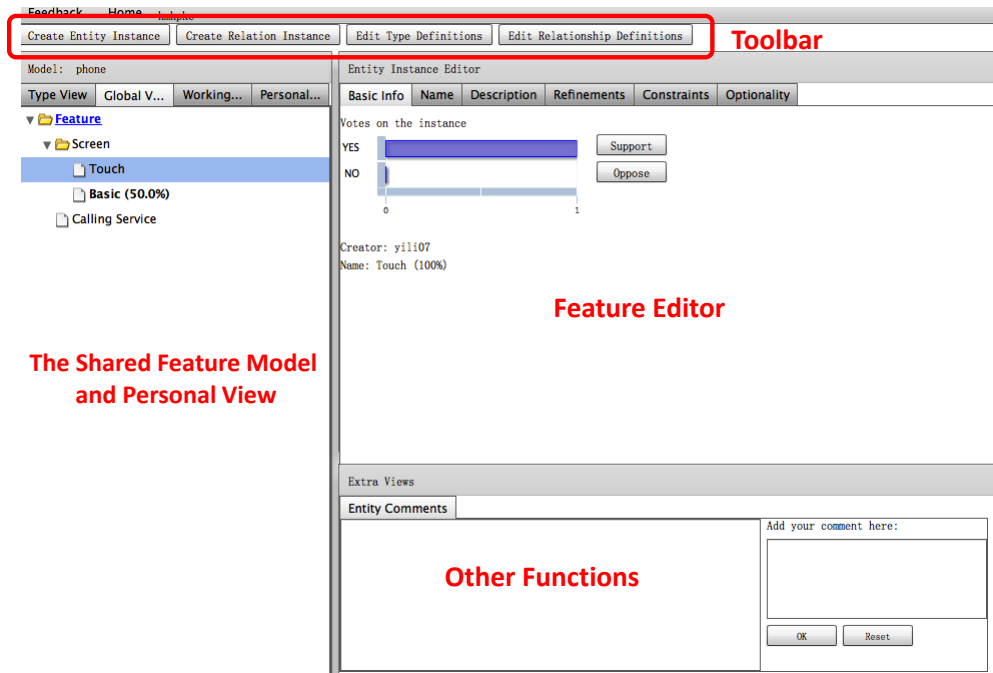 Feedback Home
Create Entity Instance Create Relation Instance Edit Type Definitions Edit Relationship Definitions
Toolbar
Model: phone
Entity Instance Editor
Type View Global V... Working... Personal...
Basic Info Name Description Refinements Constraints Optionality
Feature
Screen
Touch
Basic (50.0%)
Calling Service
Votes on the instance
YES
NO
0 1
Support
Oppose
Creator: yili07
Name: Touch (100%)
Feature Editor
The Shared Feature Model
and Personal View
Extra Views
Entity Comments
Other Functions
Add your comment here:
OK Reset